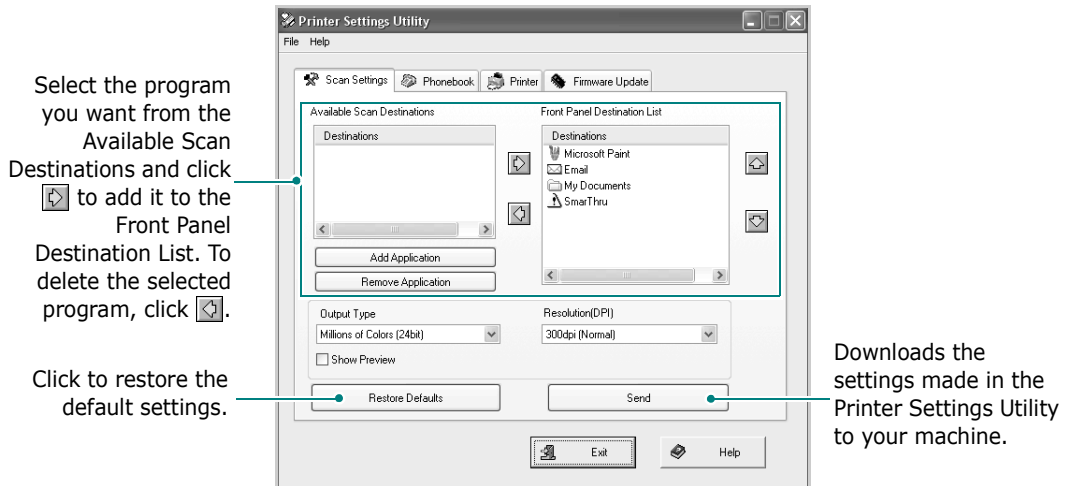 Printer Settings Utility
File Help
Scan Settings Phonebook Printer Firmware Update
Select the program
you want from the
Available Scan
Destinations and click
to add it to the
Front Panel
Destination List. To
delete the selected
program, click .
Available Scan Destinations
Destinations
Add Application
Remove Application
Front Panel Destination List
Destinations
Microsoft Paint
Email
My Documents
SmarThru
Output Type
Millions of Colors (24bit)
Show Preview
Resolution(DPI)
300dpi (Normal)
Click to restore the
default settings.
Restore Defaults
Send
Downloads the
settings made in the
Printer Settings Utility
to your machine.
Exit
Help